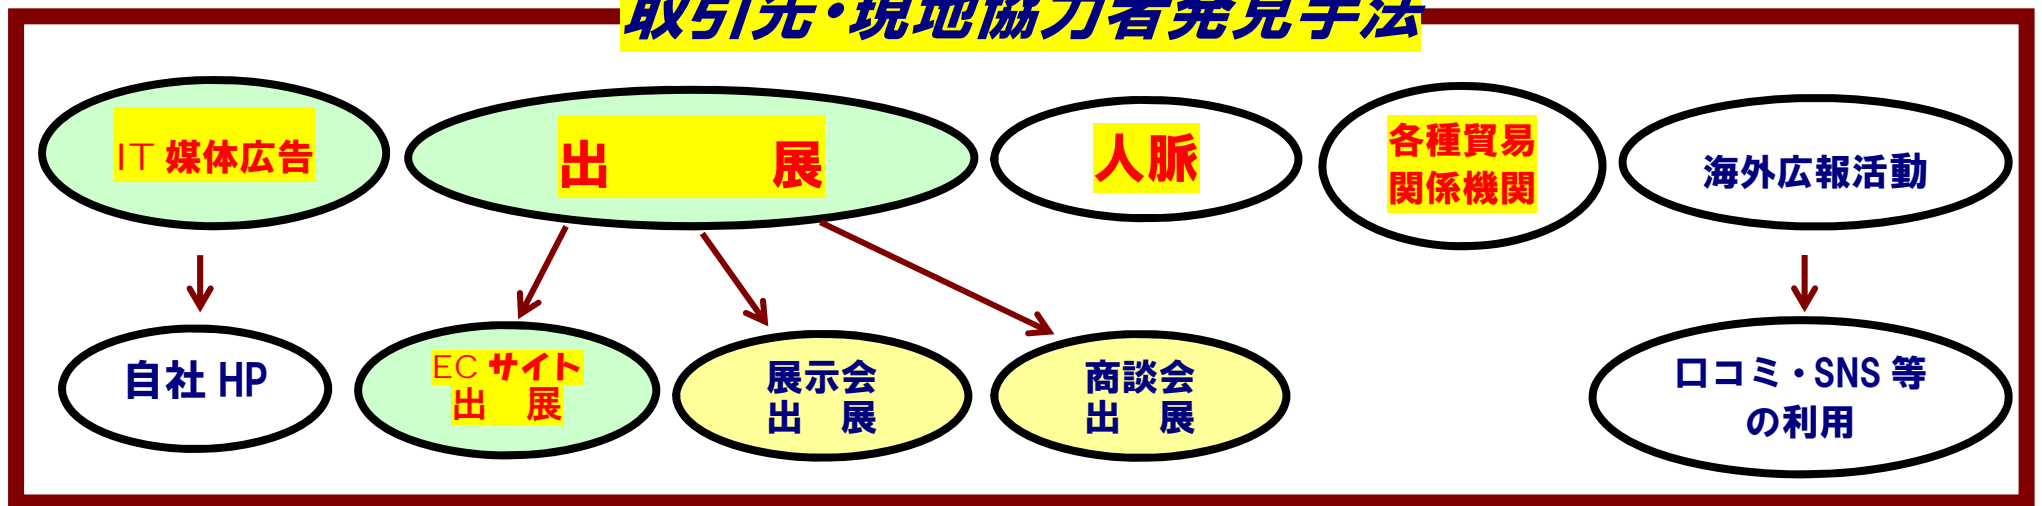 取引先・現地協力者発見手法
IT 媒体広告
出　　　展
人脈
各種貿易
関係機関
海外広報活動
自社 HP
EC サイト
出　展
展示会
出　展
商談会
出　展
口コミ・SNS 等
の利用